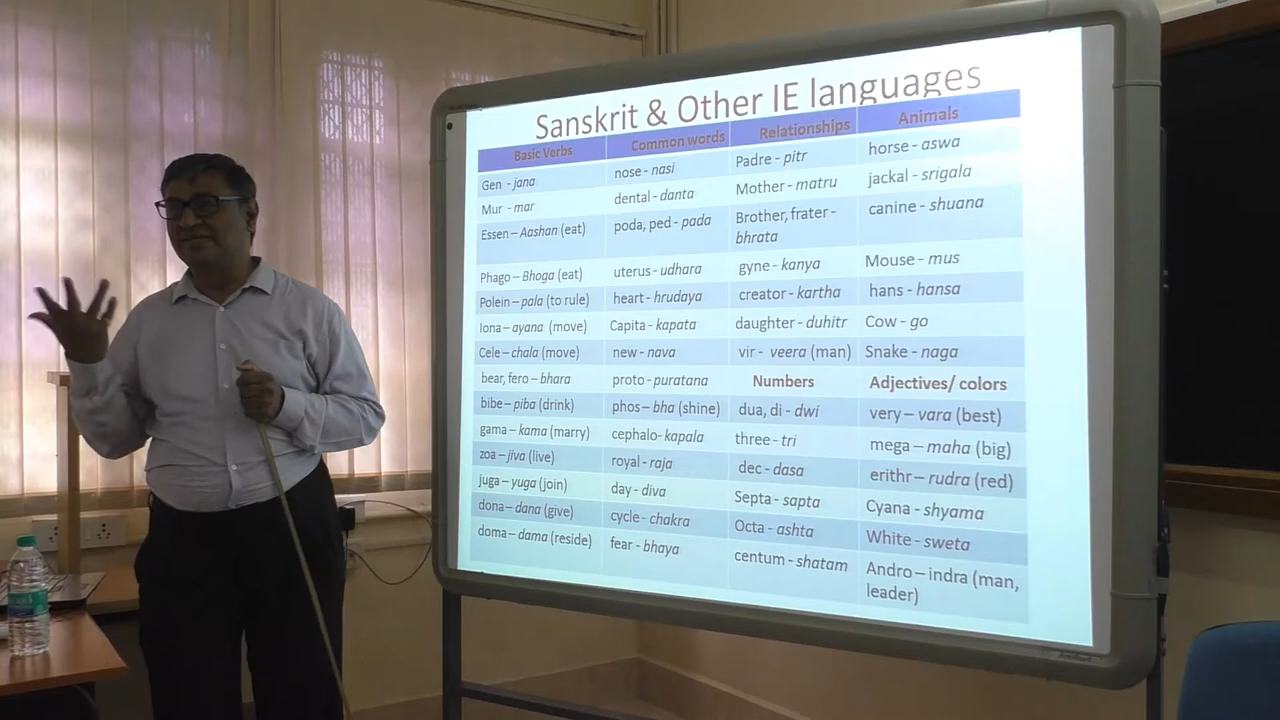 Sanskrit & Other IE languages
Basic Verbs
Gen - jana
Mur - mar
Essen – Aashan (eat)
Phago – Bhoga (eat)
Polein – pala (to rule)
Iona – ayana (move)
Cele – chala (move)
bear, fero – bhara
bibe – piba (drink)
gama – kama (marry)
zoa – jiva (live)
juga – yuga (join)
dona – dana (give)
doma – dama (reside)
Common words
nose - nasi
dental - danta
poda, ped - pada
uterus - udhara
heart - hrudaya
Capita - kapata
new - nava
proto - puratana
phos - bha (shine)
cephalo- kapala
royal - raja
day - diva
cycle - chakra
fear - bhaya
Relationships
Padre - pitr
Mother - matru
Brother, frater -
bhrata
gyne - kanya
creator - kartha
daughter - duhitr
vir - veera (man)
Numbers
dua, di - dwi
three - tri
dec - dasa
Septa - sapta
Octa - ashta
centum - shatam
Animals
horse - aswa
jackal - srigala
canine - shuana
Mouse - mus
hans - hansa
Cow - go
Snake - naga
Adjectives/ colors
very – vara (best)
mega – maha (big)
erithr – rudra (red)
Cyana - shyama
White - sweta
Andro – indra (man,
leader)